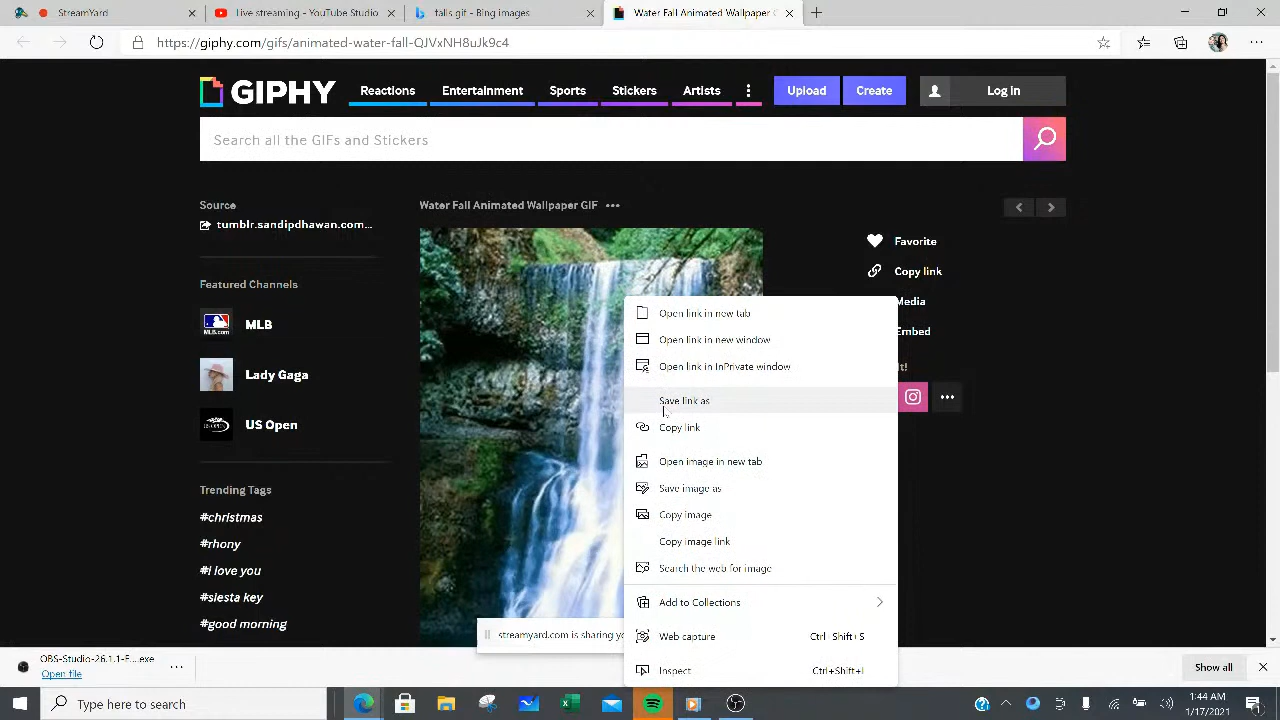 StreamYard
live streaming - YouTube Studio
falls gif - Bing images
Water Fall Animated Wallpaper G
https://giphy.com/gifs/animated-water-fall-QJVxNH8uJk9c4
GIPHY
Reactions
Entertainment
Sports
Stickers
Artists
Upload
Create
Log In
Search all the GIFs and Stickers
Source
tumblr.sandipdhawan.com...
Water Fall Animated Wallpaper GIF
Favorite
Copy link
Media
Embed
It!
Featured Channels
MLB
MLB.com
Lady Gaga
US Open
Trending Tags
#christmas
#rhony
#i love you
#siesta key
#good morning
Open link in new tab
Open link in new window
Open link in InPrivate window
Save link as
Copy link
Open image in new tab
Save image as
Copy image
Copy image link
Search the web for image
Add to Collections
Web capture Ctrl+Shift+S
Inspect Ctrl+Shift+I
streamyard.com is sharing yo
OBS-Studio-26.1.1-F....exe
Open file
Show all
Type here to search
1:44 AM
1/17/2021